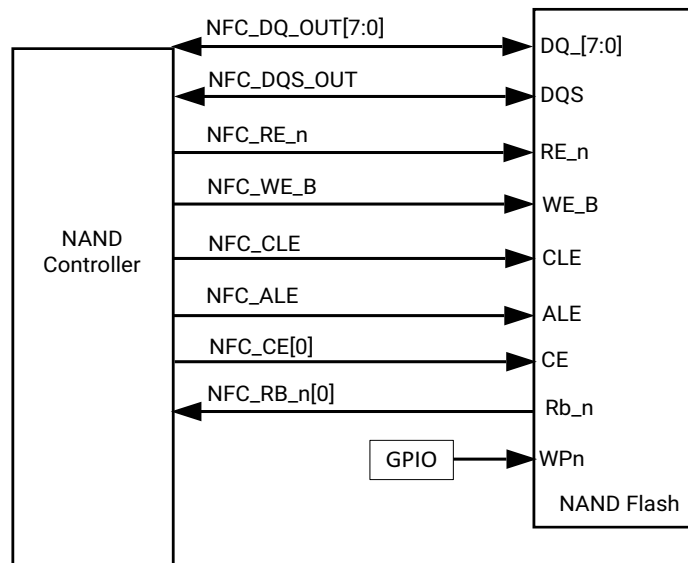 NFC_DQ_OUT[7:0]
DQ_[7:0]
NFC_DQS_OUT
DQS
NFC_RE_n
RE_n
NFC_WE_B
WE_B
NAND
Controller
NFC_CLE
CLE
NFC_ALE
ALE
NFC_CE[0]
CE
NFC_RB_n[0]
Rb_n
GPIO
WPn
NAND Flash